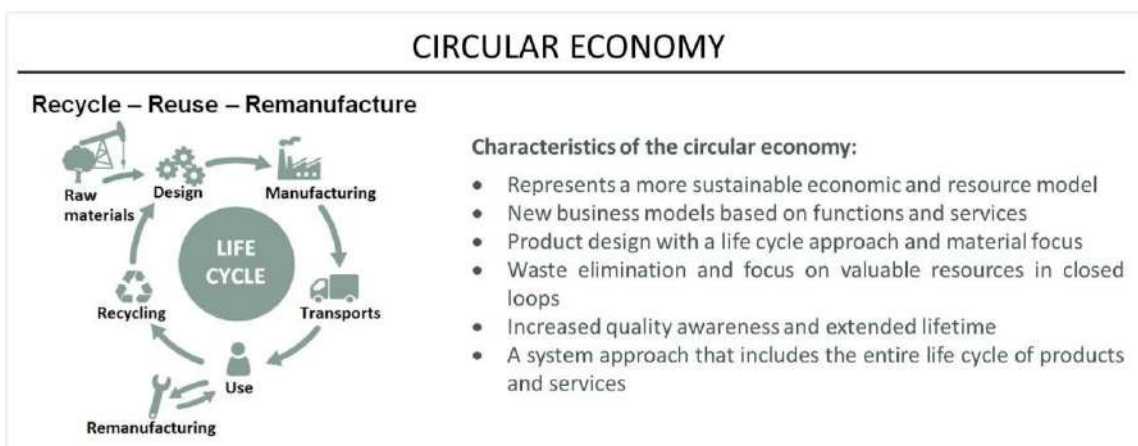 CIRCULAR ECONOMY
Recycle – Reuse – Remanufacture
Raw
materials
Design
Manufacturing
LIFE
CYCLE
Recycling
Transports
Use
Remanufacturing
Characteristics of the circular economy:
• Represents a more sustainable economic and resource model
• New business models based on functions and services
• Product design with a life cycle approach and material focus
• Waste elimination and focus on valuable resources in closed
loops
• Increased quality awareness and extended lifetime
• A system approach that includes the entire life cycle of products
and services